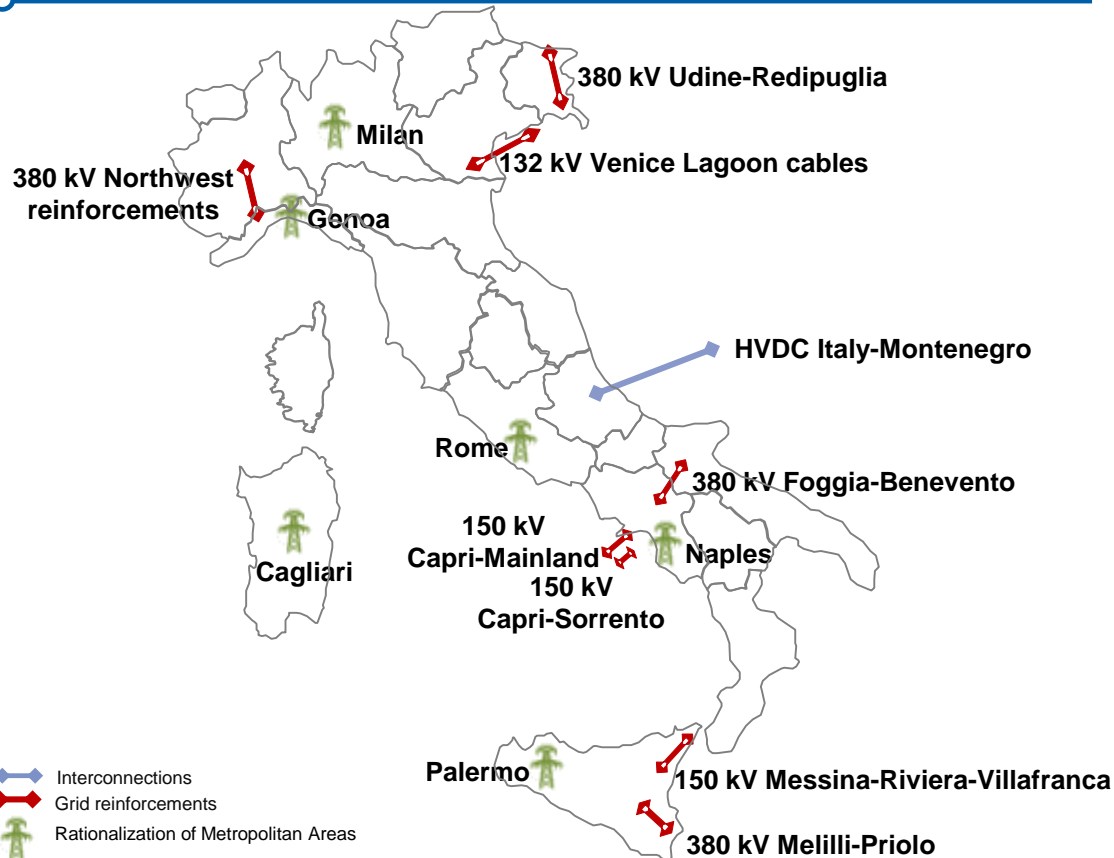 380 kV Udine-Redipuglia
Milan
132 kV Venice Lagoon cables
380 kV Northwest
reinforcements
Genoa
HVDC Italy-Montenegro
Rome
380 kV Foggia-Benevento
150 kV
Capri-Mainland
Naples
Cagliari
150 kV
Capri-Sorrento
Palermo
150 kV Messina-Riviera-Villafranca
380 kV Melilli-Priolo
Interconnections
Grid reinforcements
Rationalization of Metropolitan Areas